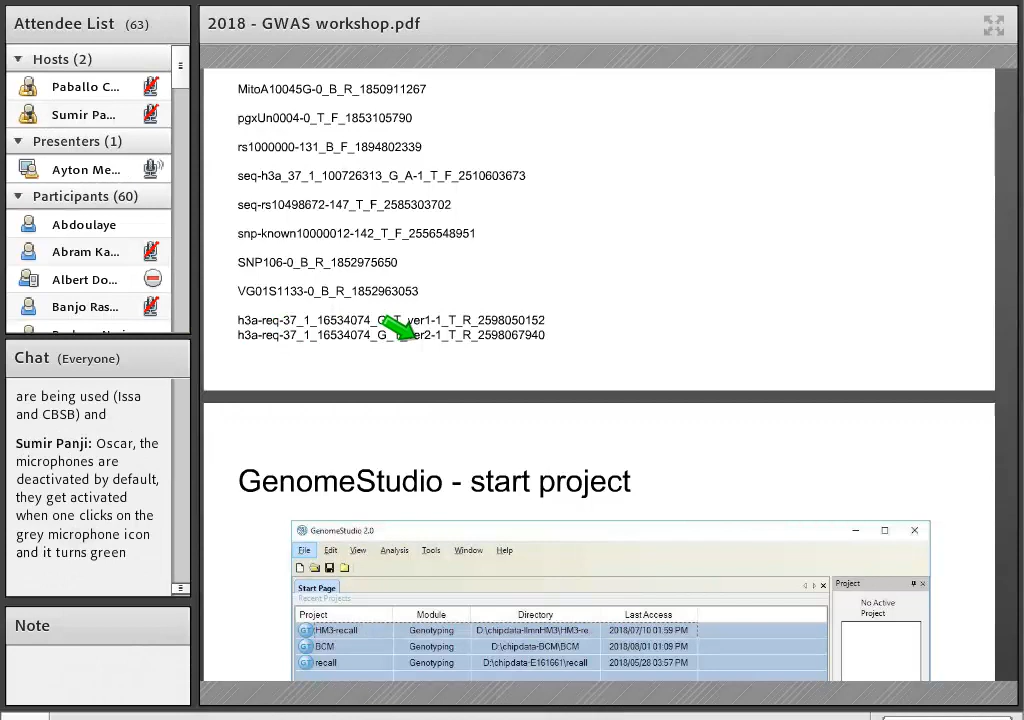 Attendee List (63)
Hosts (2)
Paballo C...
Sumir Pa...
Presenters (1)
Ayton Me...
Participants (60)
Abdoulaye
Abram Ka...
Albert Do...
Banjo Ras...
Chat (Everyone)
are being used (Issa
and CBSB) and
Sumir Panji: Oscar, the
microphones are
deactivated by default,
they get activated
when one clicks on the
grey microphone icon
and it turns green
Note
2018 - GWAS workshop.pdf
MitoA10045G-0_B_R_1850911267
pgxUn0004-0_T_F_1853105790
rs1000000-131_B_F_1894802339
seq-h3a_37_1_100726313_G_A-1_T_F_2510603673
seq-rs10498672-147_T_F_2585303702
snp-known10000012-142_T_F_2556548951
SNP106-0_B_R_1852975650
VG01S1133-0_B_R_1852963053
h3a-req-37_1_16534074_G_T_ver1-1_T_R_2598050152
h3a-req-37_1_16534074_G_ er2-1_T_R_2598067940
GenomeStudio - start project
GenomeStudio 2.0
File Edit View Analysis Tools Window Help
Start Page
Recent Projects
Project Module Directory Last Access
HM3-recall Genotyping D:\chipdata-IlmnHM3\HM3-re 2018/07/10 01:59 PM
BCM Genotyping D:\chipdata-BCM\BCM 2018/08/01 01:09 PM
recall Genotyping D:\chipdata-E161661\recall 2018/05/28 03:57 PM
Project
No Active
Project